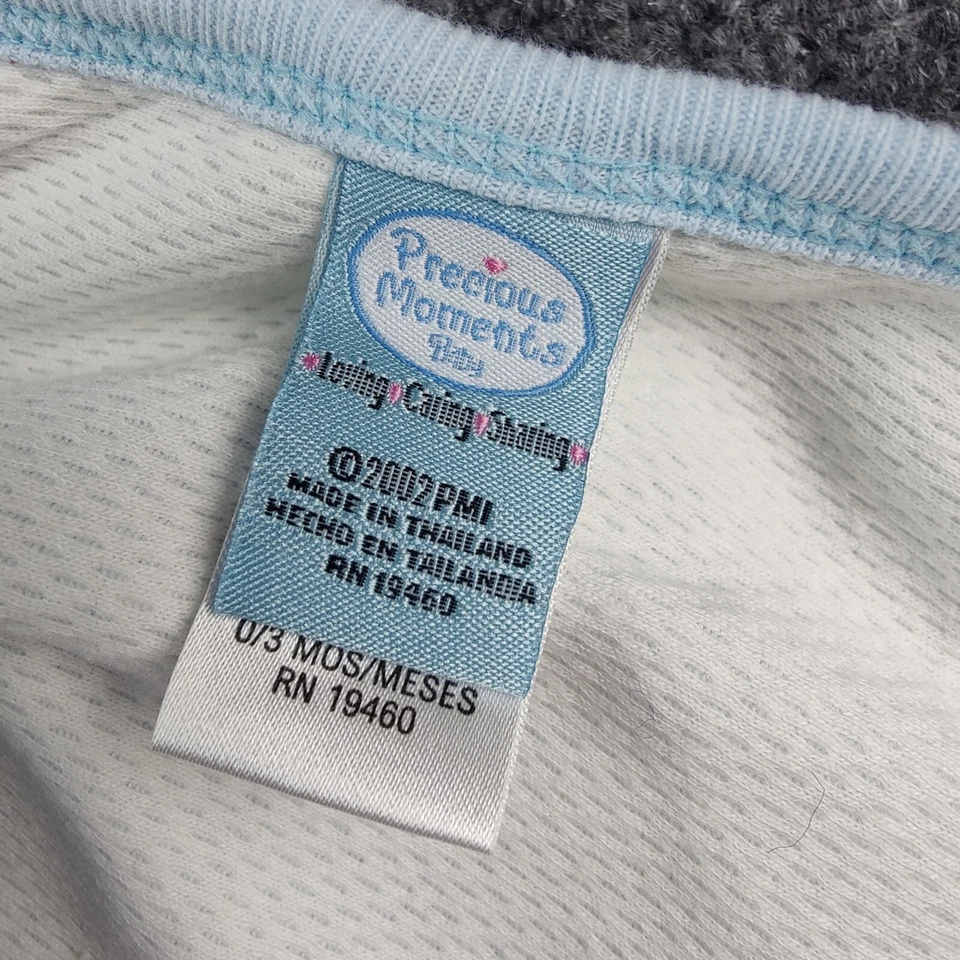 Precious
Moments
Baby
Loving Caring Sharing
©2002 PMI
MADE IN THAILAND
HECHO EN TAILANDIA
RN 19460
0/3 MOS/MESES
RN 19460